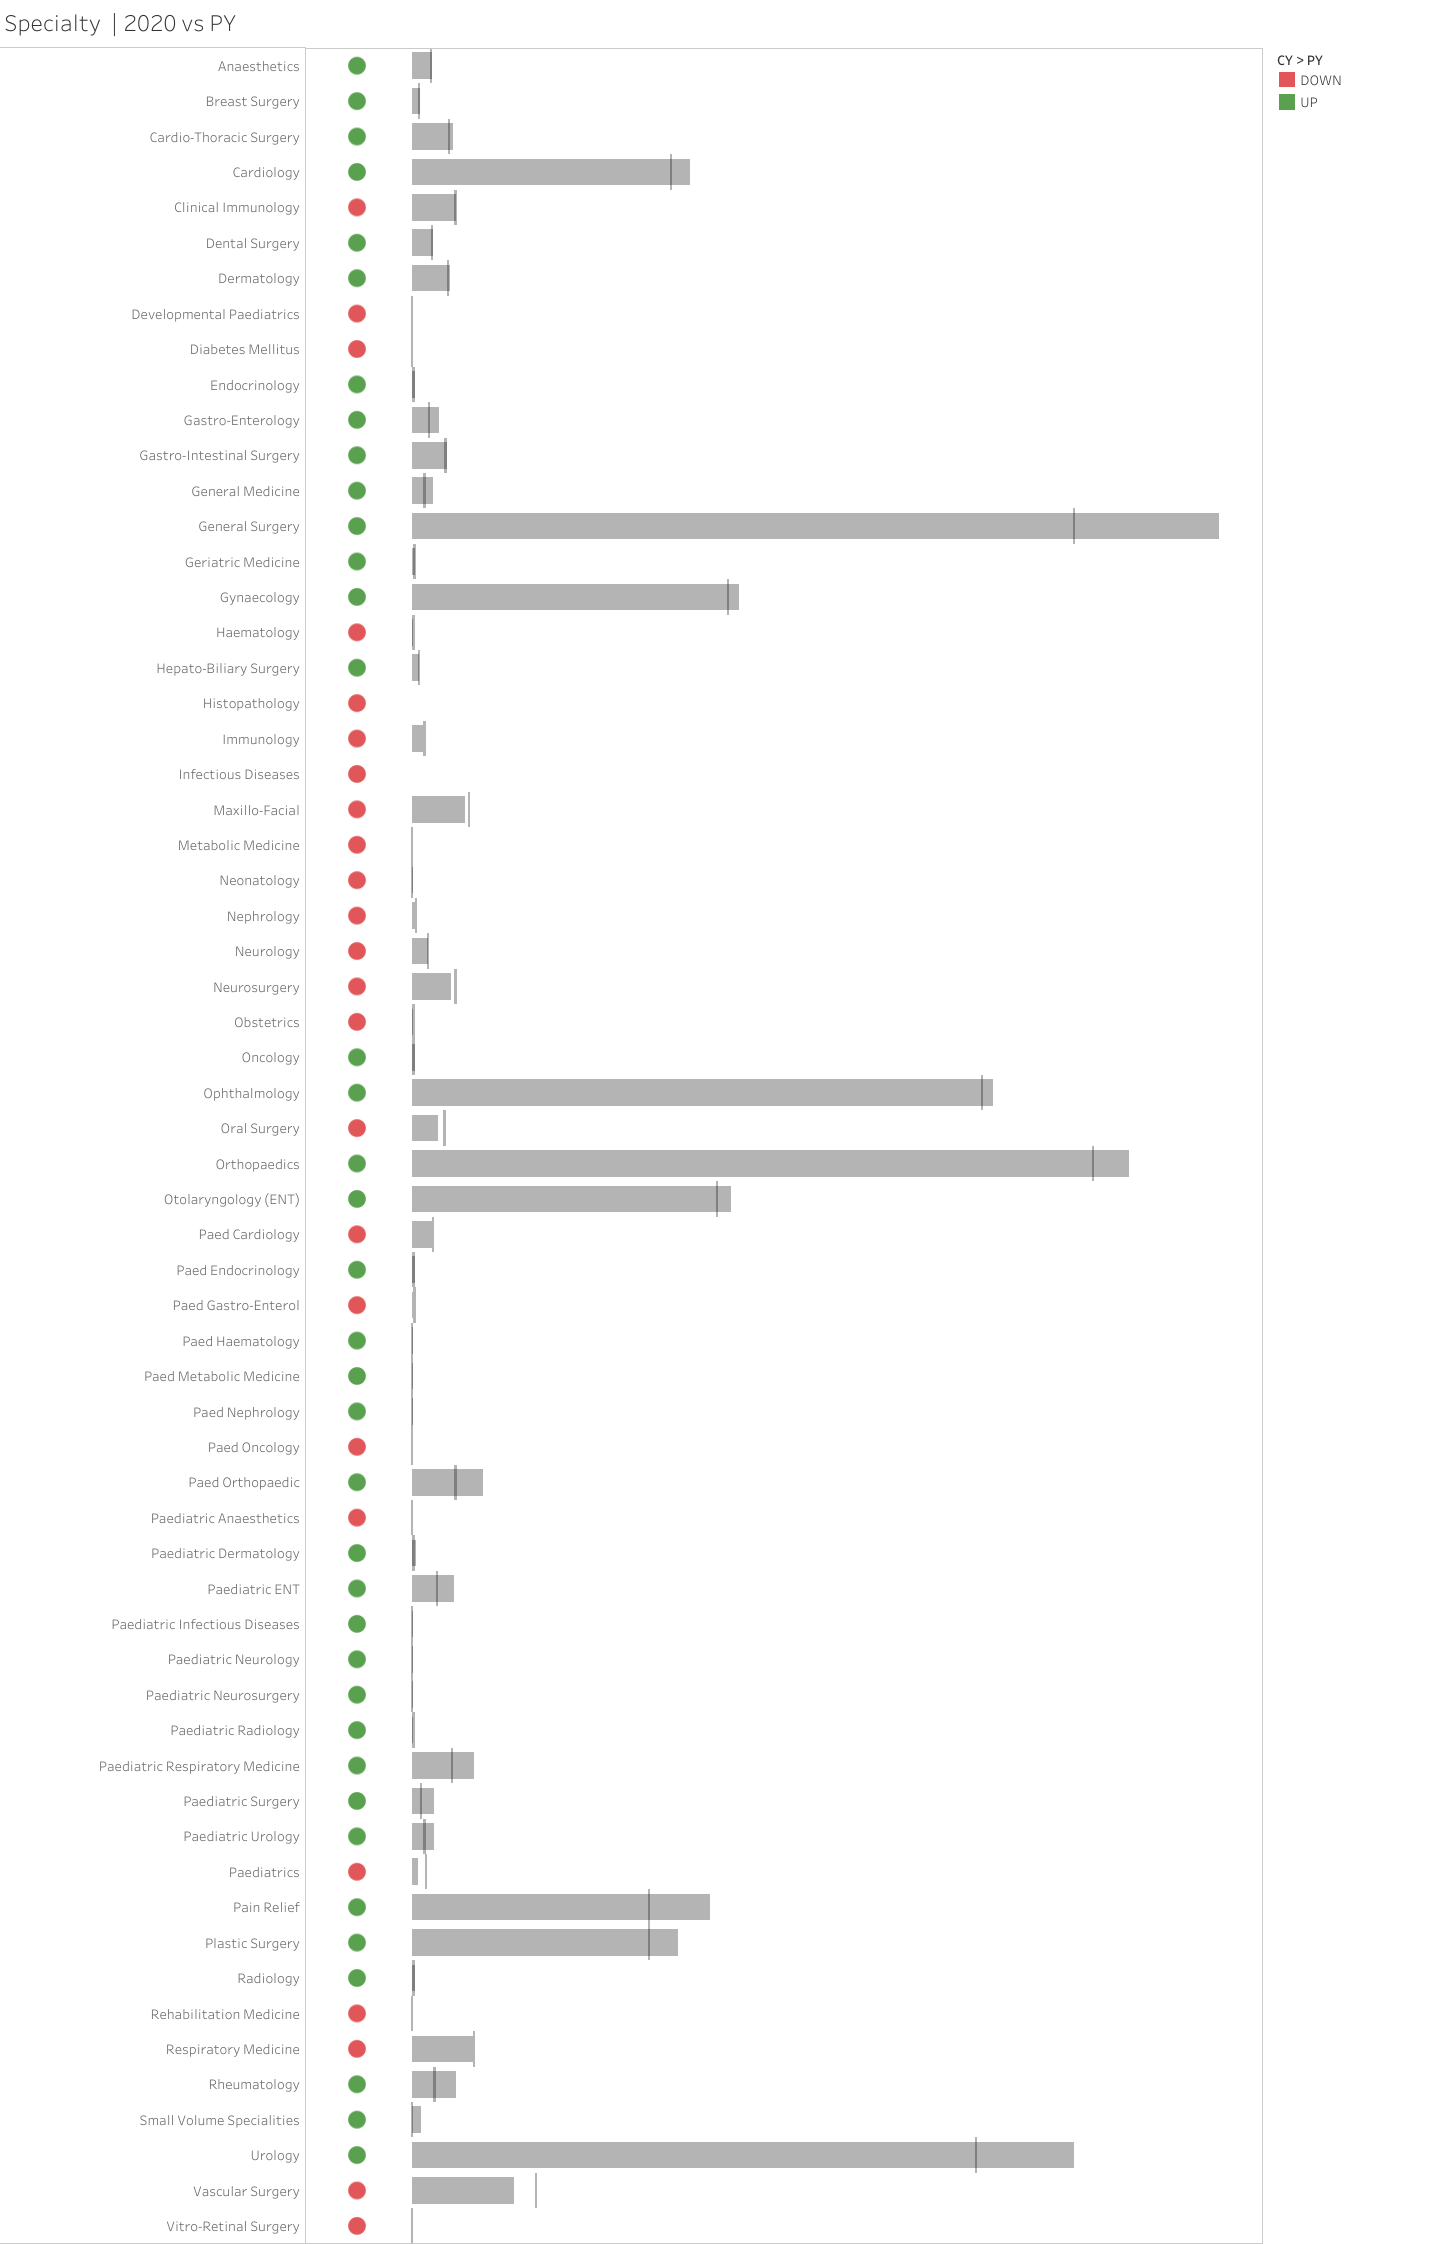 Specialty | 2020 vs PY
CY > PY
DOWN
UP
Anaesthetics
Breast Surgery
Cardio-Thoracic Surgery
Cardiology
Clinical Immunology
Dental Surgery
Dermatology
Developmental Paediatrics
Diabetes Mellitus
Endocrinology
Gastro-Enterology
Gastro-Intestinal Surgery
General Medicine
General Surgery
Geriatric Medicine
Gynaecology
Haematology
Hepato-Biliary Surgery
Histopathology
Immunology
Infectious Diseases
Maxillo-Facial
Metabolic Medicine
Neonatology
Nephrology
Neurology
Neurosurgery
Obstetrics
Oncology
Ophthalmology
Oral Surgery
Orthopaedics
Otolaryngology (ENT)
Paed Cardiology
Paed Endocrinology
Paed Gastro-Enterol
Paed Haematology
Paed Metabolic Medicine
Paed Nephrology
Paed Oncology
Paed Orthopaedic
Paediatric Anaesthetics
Paediatric Dermatology
Paediatric ENT
Paediatric Infectious Diseases
Paediatric Neurology
Paediatric Neurosurgery
Paediatric Radiology
Paediatric Respiratory Medicine
Paediatric Surgery
Paediatric Urology
Paediatrics
Pain Relief
Plastic Surgery
Radiology
Rehabilitation Medicine
Respiratory Medicine
Rheumatology
Small Volume Specialities
Urology
Vascular Surgery
Vitro-Retinal Surgery